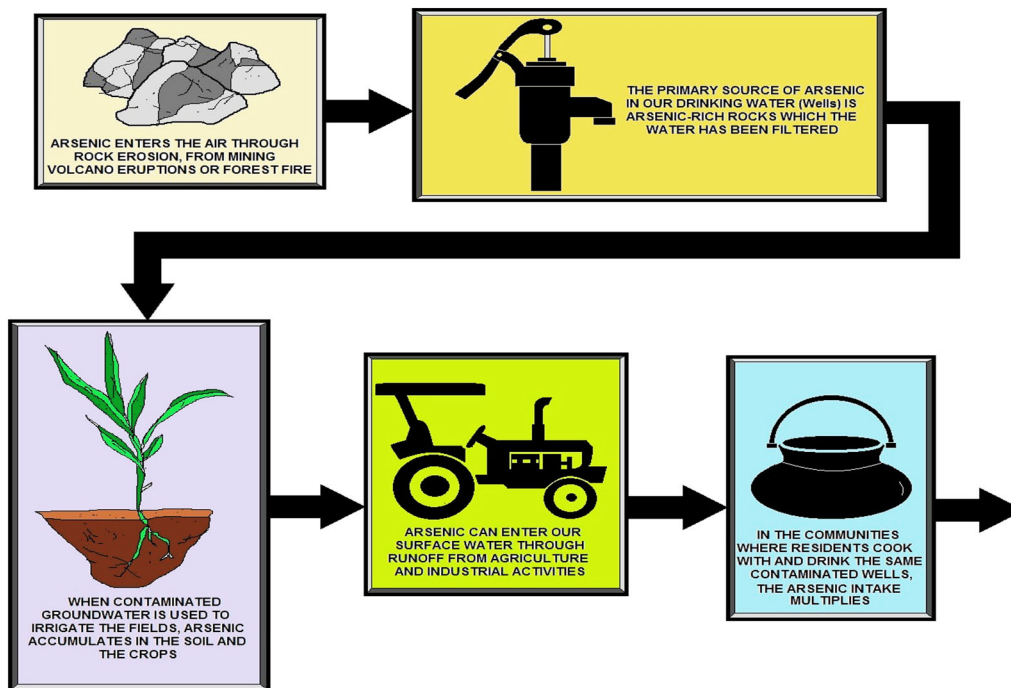 ARSENIC ENTERS THE AIR THROUGH
ROCK EROSION, FROM MINING
VOLCANO ERUPTIONS OR FOREST FIRE
THE PRIMARY SOURCE OF ARSENIC
IN OUR DRINKING WATER (Wells) IS
ARSENIC-RICH ROCKS WHICH THE
WATER HAS BEEN FILTERED
WHEN CONTAMINATED
GROUNDWATER IS USED TO
IRRIGATE THE FIELDS, ARSENIC
ACCUMULATES IN THE SOIL AND
THE CROPS
ARSENIC CAN ENTER OUR
SURFACE WATER THROUGH
RUNOFF FROM AGRICULTURE
AND INDUSTRIAL ACTIVITIES
IN THE COMMUNITIES
WHERE RESIDENTS COOK
WITH AND DRINK THE SAME
CONTAMINATED WELLS,
THE ARSENIC INTAKE
MULTIPLIES